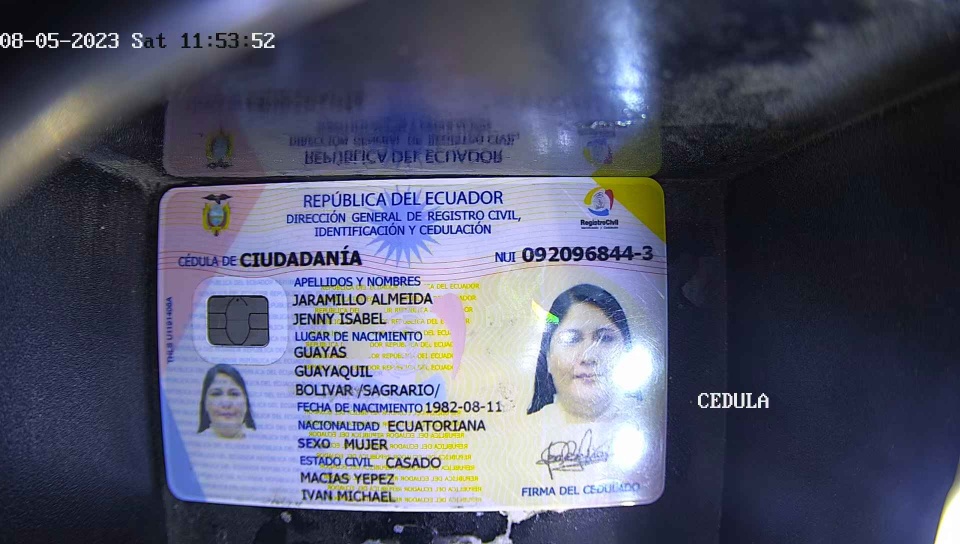 08-05-2023 Sat 11:53:52
REPÚBLICA DEL ECUADOR
DIRECCIÓN GENERAL DE REGISTRO CIVIL,
IDENTIFICACIÓN Y CEDULACIÓN
RegistroCivil
CÉDULA DE CIUDADANÍA
NUI 092096844-3
APELLIDOS Y NOMBRES
JARAMILLO ALMEIDA
JENNY ISABEL
LUGAR DE NACIMIENTO
GUAYAS
GUAYAQUIL
BOLIVAR /SAGRARIO/
FECHA DE NACIMIENTO 1982-08-11
NACIONALIDAD ECUATORIANA
SEXO MUJER
ESTADO CIVIL CASADO
MACIAS YEPEZ
IVAN MICHAEL
FIRMA DEL CEDULADO
CEDULA